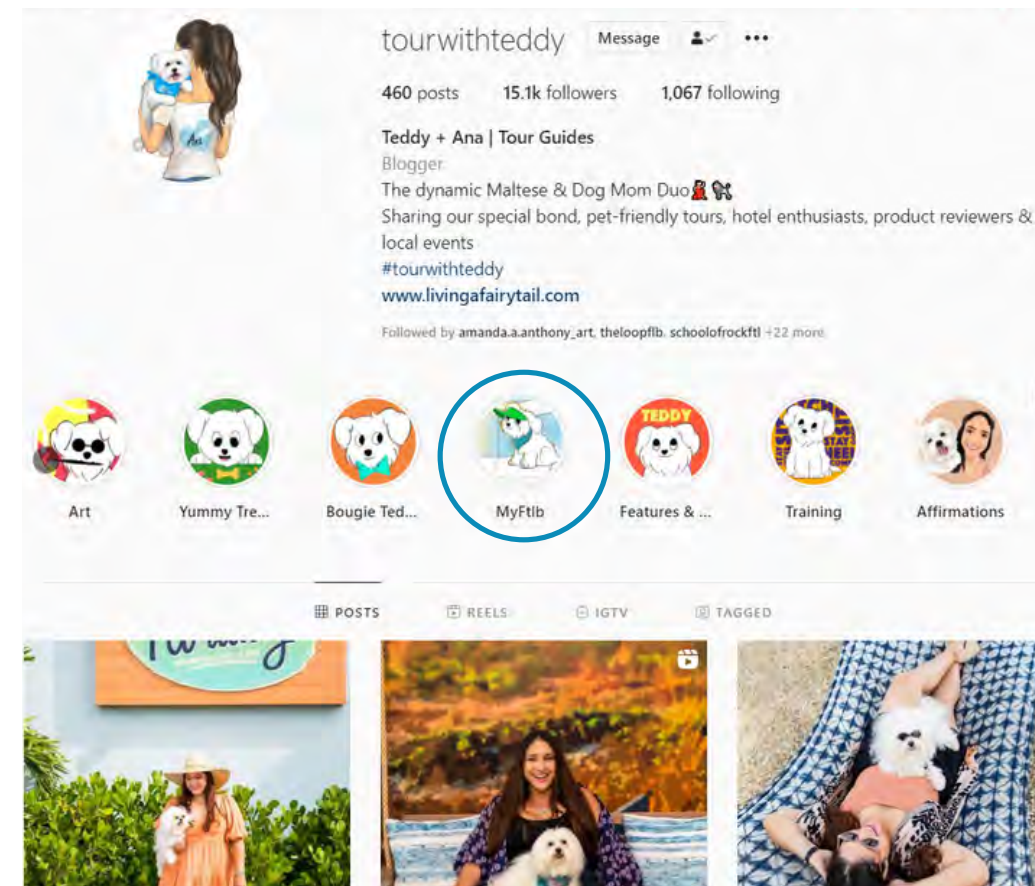 tourwithteddy Message •••
460 posts 15.1k followers 1,067 following
Teddy + Ana | Tour Guides
Blogger
The dynamic Maltese & Dog Mom Duo
Sharing our special bond, pet-friendly tours, hotel enthusiasts, product reviewers &
local events
#tourwithteddy
www.livingafairytail.com
Followed by amanda.a.anthony_art, theloopflb, schoolofrockftl +22 more
Ana
TEDDY
STAY
Art Yummy Tre... Bougie Ted... MyFtlb Features & ... Training Affirmations
POSTS REELS IGTV TAGGED